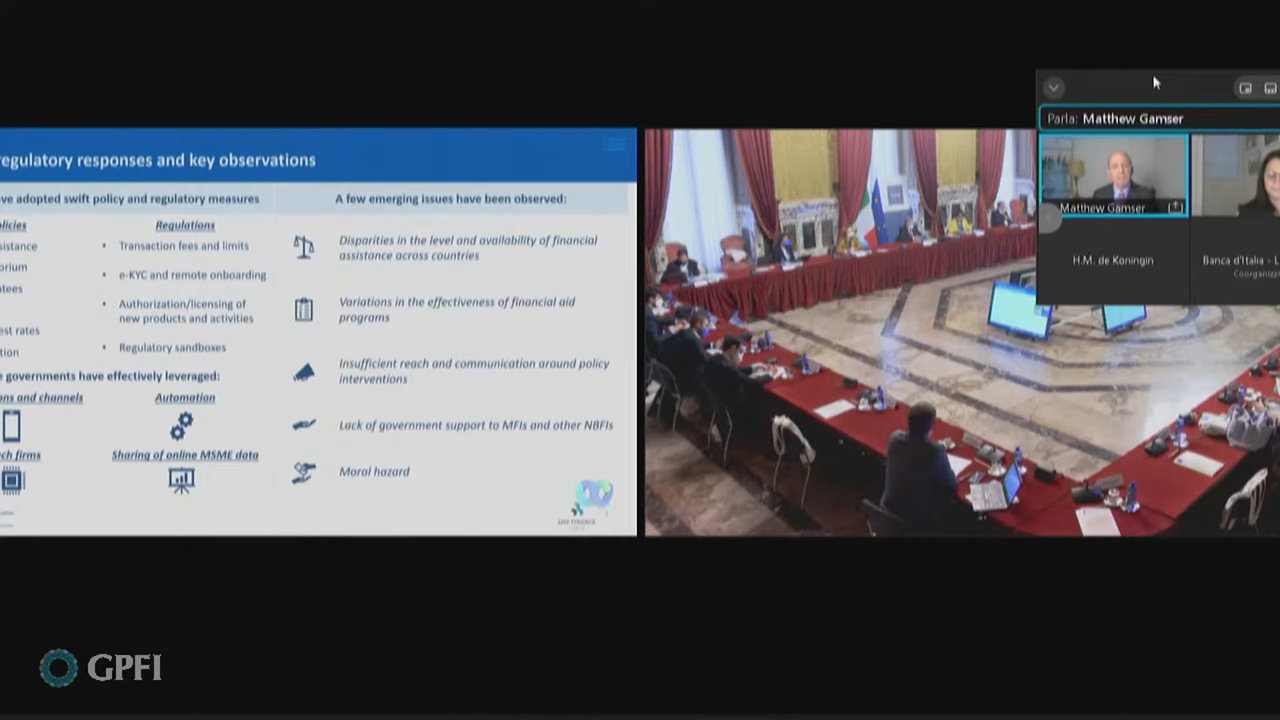 egulatory responses and key observations
ve adopted swift policy and regulatory measures
A few emerging issues have been observed:
licies
Regulations
sistance
• Transaction fees and limits
orium
• e-KYC and remote onboarding
tees
• Authorization/licensing of
new products and activities
est rates
tion
• Regulatory sandboxes
e governments have effectively leveraged:
ons and channels
Automation
ch firms
Sharing of online MSME data
Disparities in the level and availability of financial
assistance across countries
Variations in the effectiveness of financial aid
programs
Insufficient reach and communication around policy
interventions
Lack of government support to MFIs and other NBFIs
Moral hazard
SME FINANCE
Parla: Matthew Gamser
Matthew Gamser
H.M. de Koningin
Banca d'Italia - L
Coorganizz
GPFI